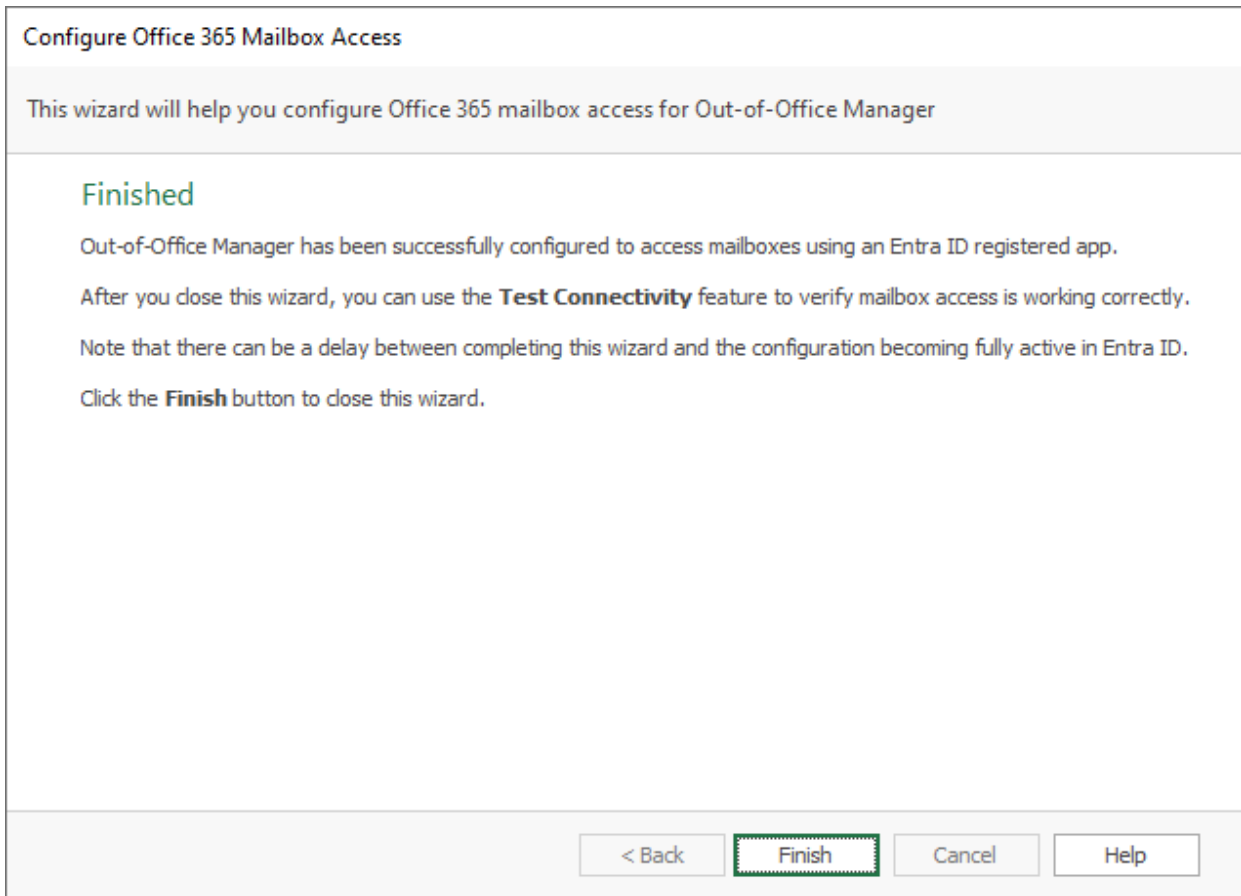 Configure Office 365 Mailbox Access
This wizard will help you configure Office 365 mailbox access for Out-of-Office Manager
Finished
Out-of-Office Manager has been successfully configured to access mailboxes using an Entra ID registered app.
After you close this wizard, you can use the Test Connectivity feature to verify mailbox access is working correctly.
Note that there can be a delay between completing this wizard and the configuration becoming fully active in Entra ID.
Click the Finish button to close this wizard.
< Back Finish Cancel Help